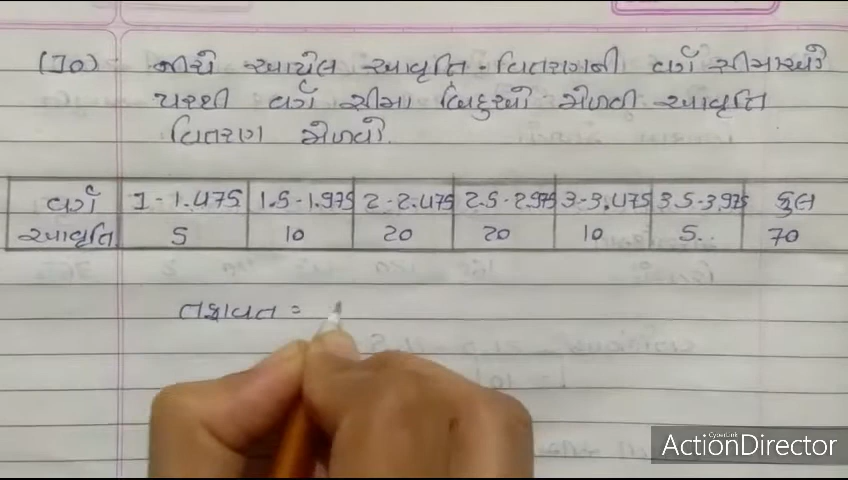 (10) નીચે આપેલ આવૃત્તિ-વિતરણની વર્ગ સીમાઓ
પરથી વર્ગ સીમા બિંદુઓ મેળવી આવૃત્તિ
વિતરણ મેળવો.
વર્ગ 1-1.475 1.5-1.975 2-2.475 2.5-2.975 3-3.475 3.5-3.975 કુલ
આવૃત્તિ 5 10 20 20 10 5.. 70
તફાવત =
CyberLink
ActionDirector